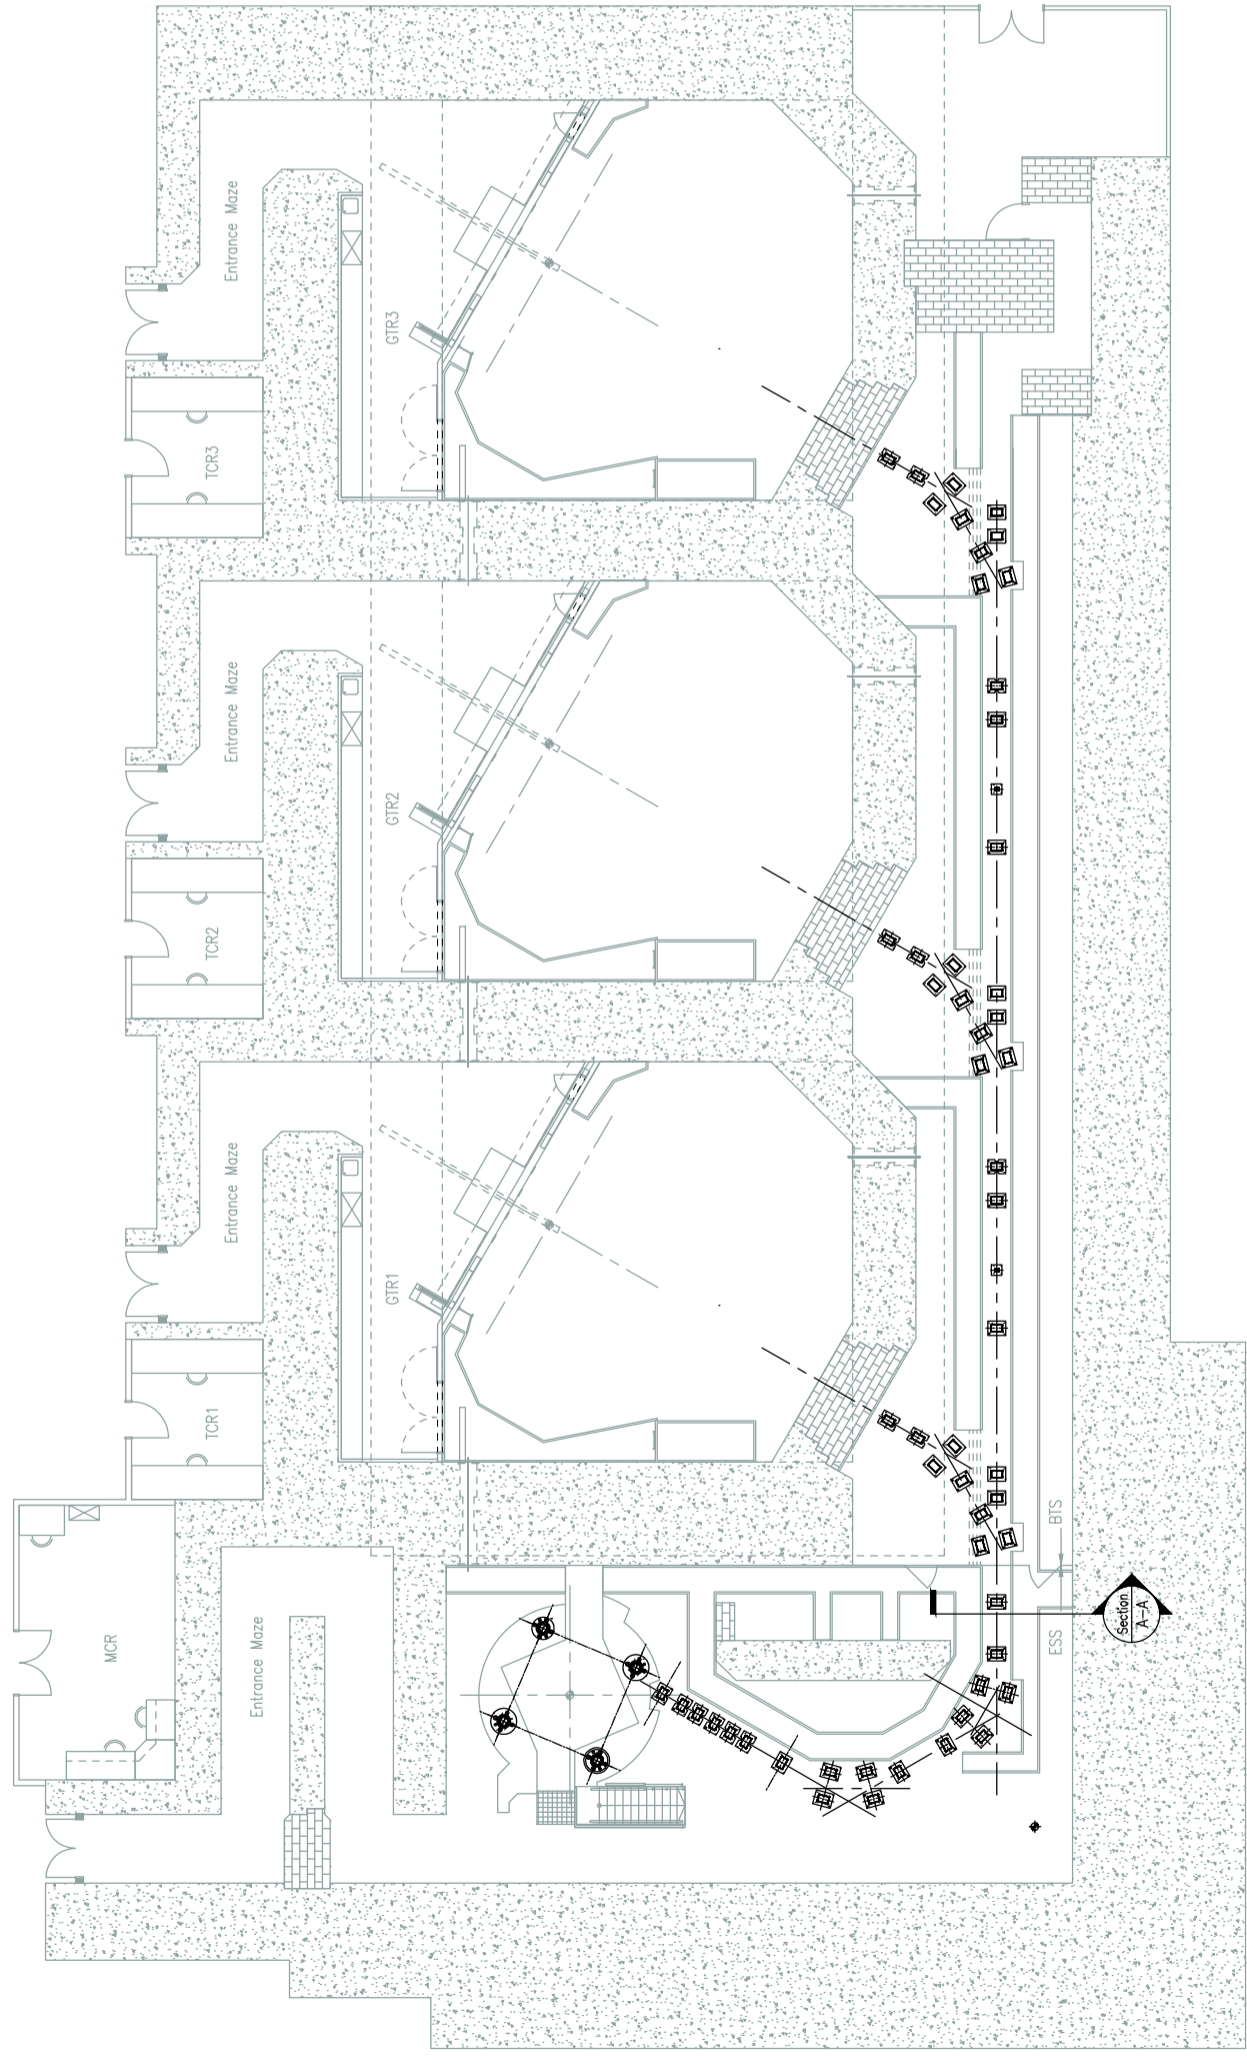 Entrance Maze
GTR3
TCR3
Entrance Maze
GTR2
TCR2
Entrance Maze
GTR1
TCR1
MCR
Entrance Maze
BTS
ESS
Section
A-A